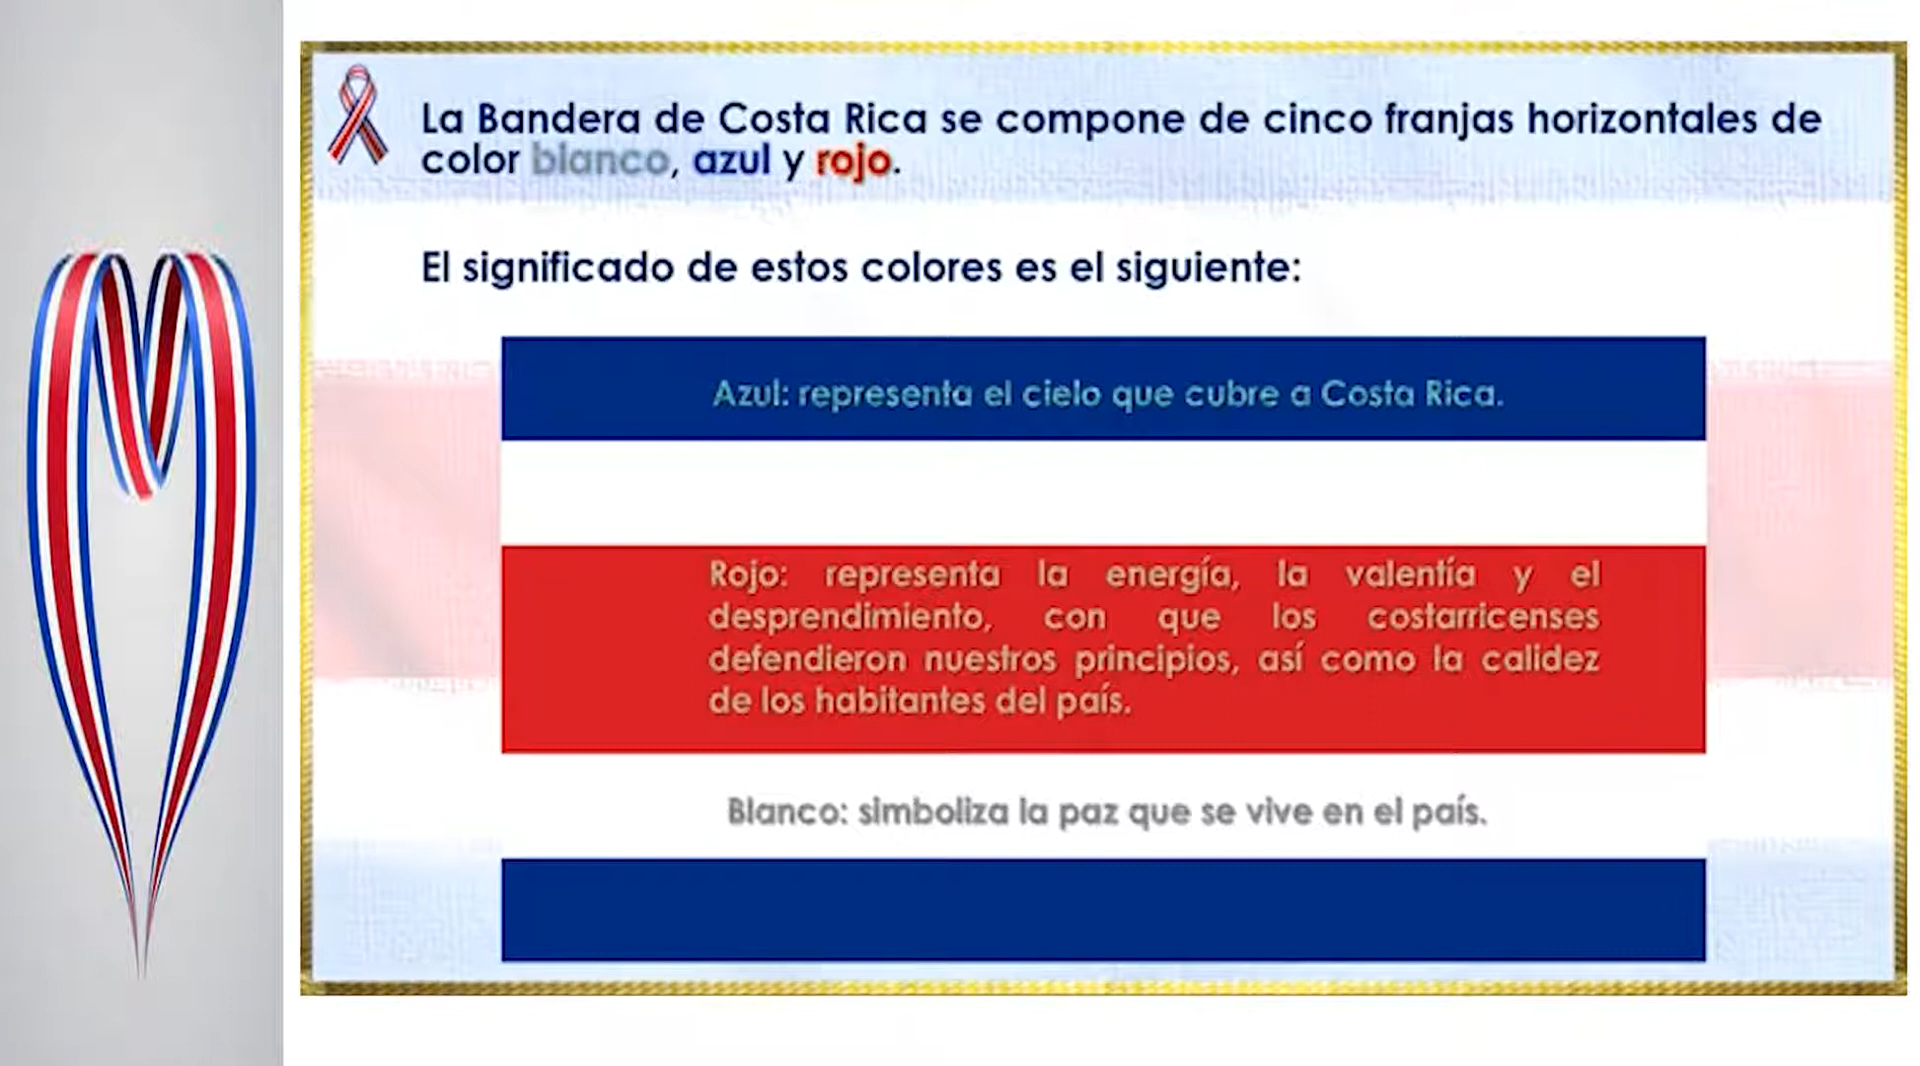 La Bandera de Costa Rica se compone de cinco franjas horizontales de
color blanco, azul y rojo.
El significado de estos colores es el siguiente:
Azul: representa el cielo que cubre a Costa Rica.
Rojo: representa la energía, la valentía y el
desprendimiento, con que los costarricenses
defendieron nuestros principios, así como la calidez
de los habitantes del país.
Blanco: simboliza la paz que se vive en el país.